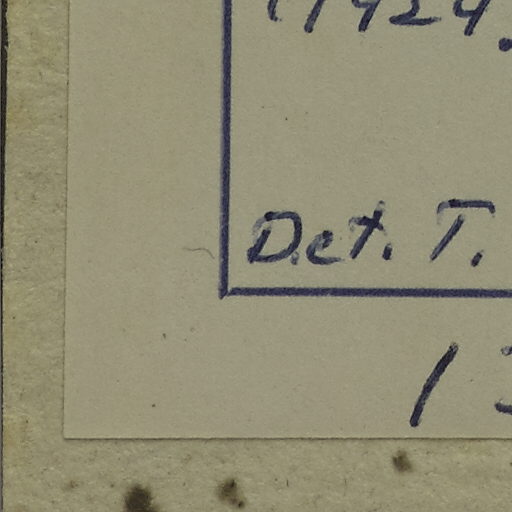 (1924.
Det. T.
1